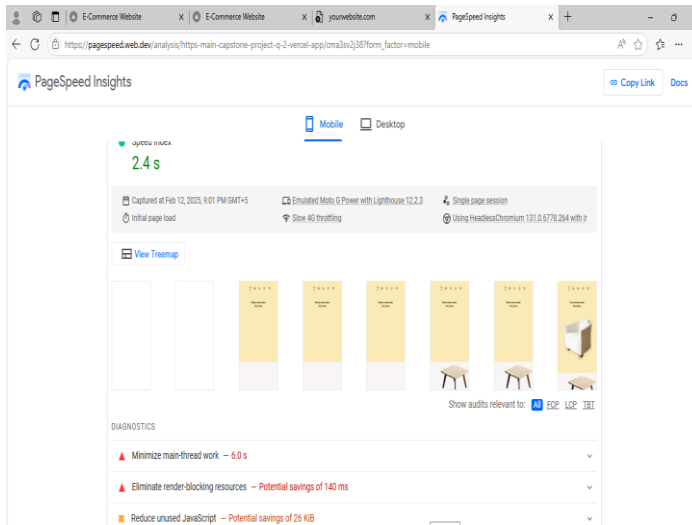 E-Commerce Website
E-Commerce Website
yourwebsite.com
PageSpeed Insights
https://pagespeed.web.dev/analysis/https-main-capstone-project-q-2-vercel-app/cma3sv2j38?form_factor=mobile
PageSpeed Insights
Copy Link
Docs
Mobile
Desktop
Speed Index
2.4 s
Captured at Feb 12, 2025, 9:01 PM GMT+5
Emulated Moto G Power with Lighthouse 12.2.3
Single page session
Initial page load
Slow 4G throttling
Using HeadlessChromium 131.0.6778.264 with lr
View Treemap
Show audits relevant to: All FCP LCP TBT
DIAGNOSTICS
Minimize main-thread work — 6.0 s
Eliminate render-blocking resources — Potential savings of 140 ms
Reduce unused JavaScript — Potential savings of 26 KiB